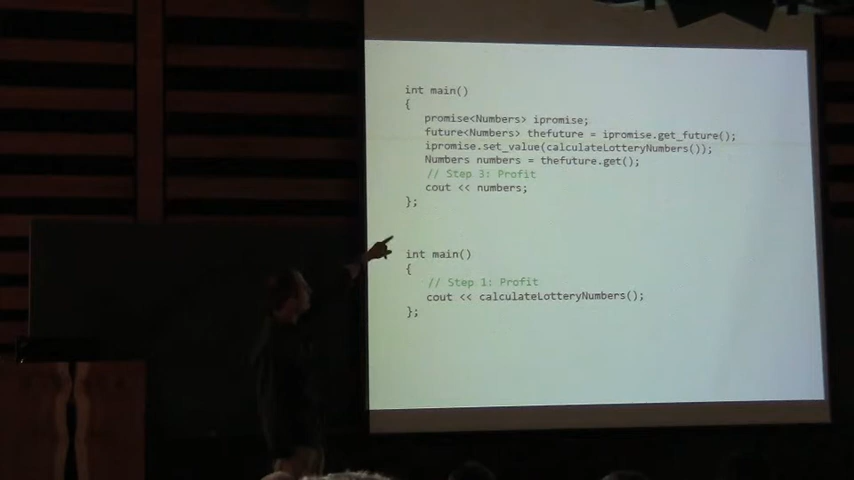 int main()
{
promise<Numbers> ipromise;
future<Numbers> thefuture = ipromise.get_future();
ipromise.set_value(calculateLotteryNumbers());
Numbers numbers = thefuture.get();
// Step 3: Profit
cout << numbers;
};
int main()
{
// Step 1: Profit
cout << calculateLotteryNumbers();
};